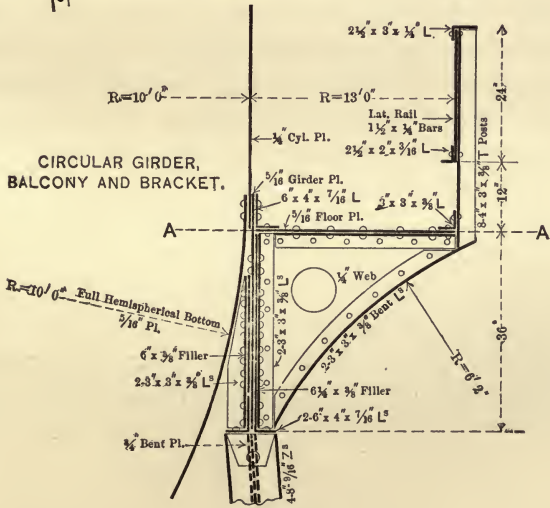 2½" x 3" x ¼" L
R=10' 0"
R=13' 0"
24"
Lat. Rail
1½" x ¼" Bars
¼" Cyl. Pl.
CIRCULAR GIRDER,
BALCONY AND BRACKET.
2½" x 2" x 3/16" L
8-4" x 3" x ⅜" T Posts
12"
5/16" Girder Pl.
6" x 4" x 7/16" L
3" x 3" x ⅜" L
5/16" Floor Pl.
A
A
¼" Web
R=10' 0" Full Hemispherical Bottom
5/16" Pl.
2-3" x 3" x ⅜" Ls
2-3" x 3" x ⅜" Bent Ls
36"
6" x ⅜" Filler
R=6' 2"
2-3" x 3" x ⅜" Ls
6½" x ⅜" Filler
2-6" x 4" x 7/16" Ls
¾" Bent Pl.
4-8" 9/16" Zs